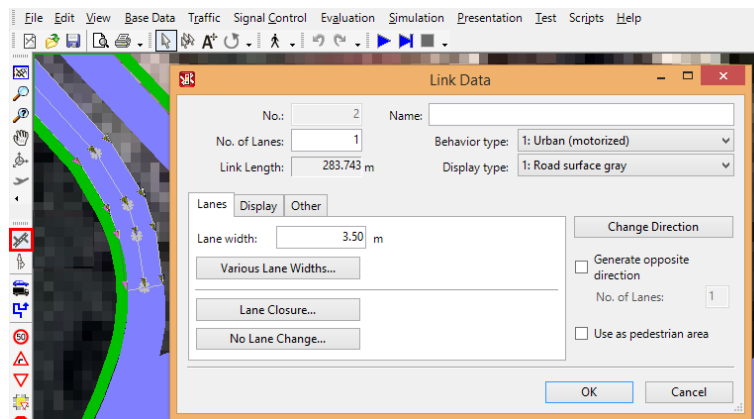 File Edit View Base Data Traffic Signal Control Evaluation Simulation Presentation Test Scripts Help
Link Data
No.: 2 Name:
No. of Lanes: 1 Behavior type: 1: Urban (motorized)
Link Length: 283.743 m Display type: 1: Road surface gray
Lanes Display Other
Change Direction
Lane width: 3.50 m
Generate opposite
direction
Various Lane Widths...
No. of Lanes: 1
Lane Closure...
No Lane Change...
Use as pedestrian area
50
OK Cancel